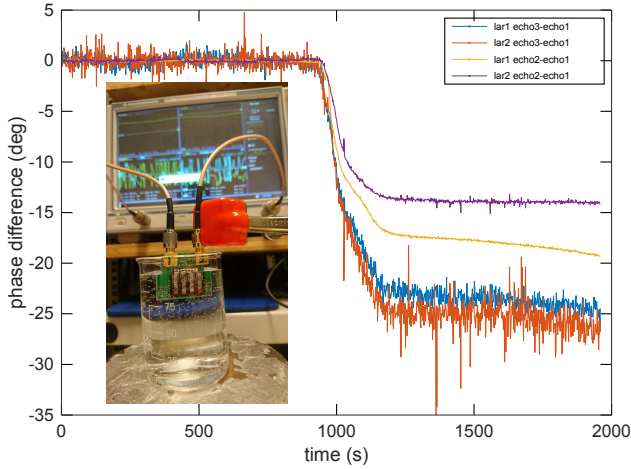 5
0
-5
-10
-15
-20
-25
-30
-35
phase difference (deg)
0
500
1000
1500
2000
time (s)
lar1 echo3-echo1
lar2 echo3-echo1
lar1 echo2-echo1
lar2 echo2-echo1
75